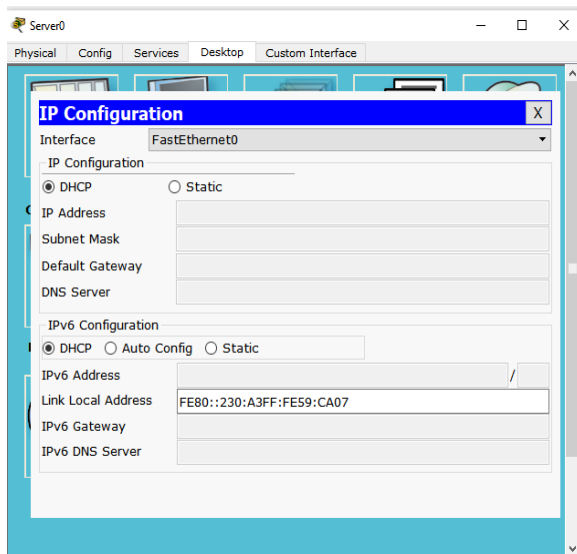 Server0
Physical Config Services Desktop Custom Interface
IP Configuration X
Interface FastEthernet0
IP Configuration
DHCP Static
IP Address
Subnet Mask
Default Gateway
DNS Server
IPv6 Configuration
DHCP Auto Config Static
IPv6 Address /
Link Local Address FE80::230:A3FF:FE59:CA07
IPv6 Gateway
IPv6 DNS Server